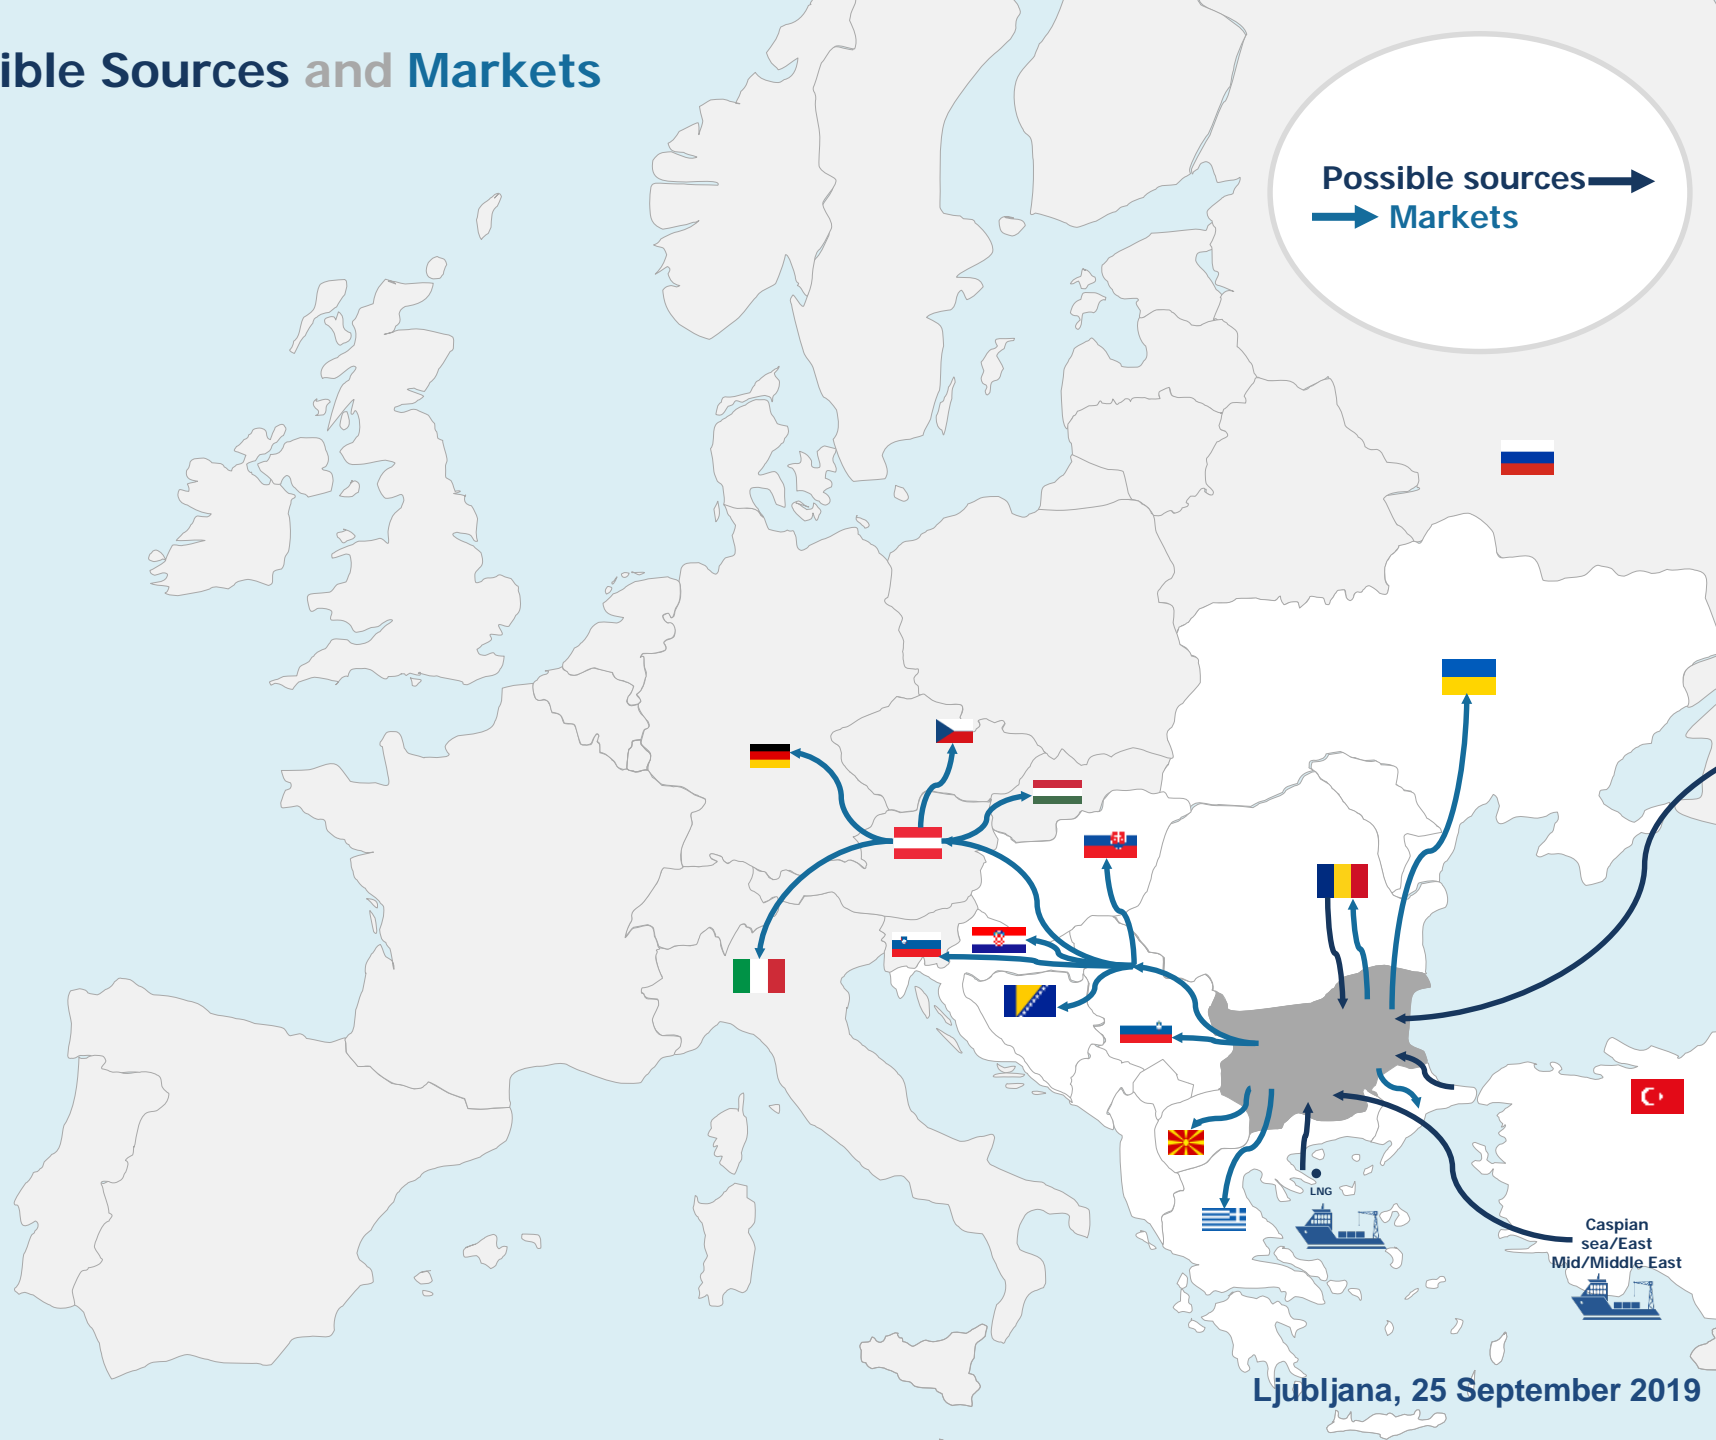 ible Sources and Markets
Possible sources
Markets
LNG
Caspian
sea/East
Mid/Middle East
Ljubljana, 25 September 2019